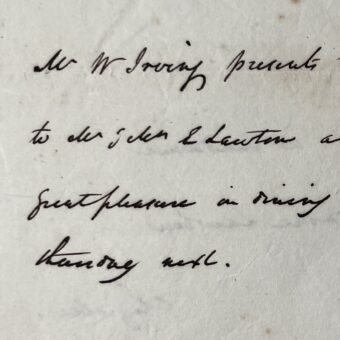 Mr W Irving presents
to Mr & Mrs E Lawton a
great pleasure in dining
thursday next.